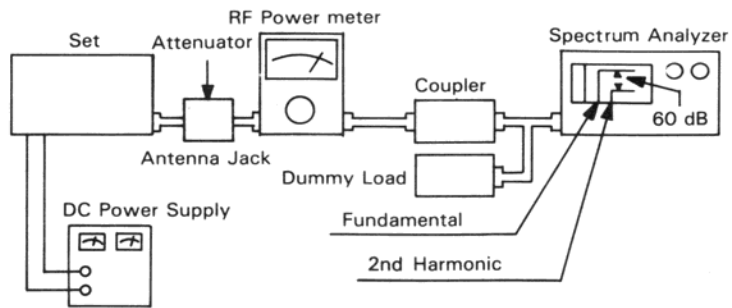 RF Power meter
Set
Attenuator
Spectrum Analyzer
Coupler
60 dB
Antenna Jack
Dummy Load
DC Power Supply
Fundamental
2nd Harmonic